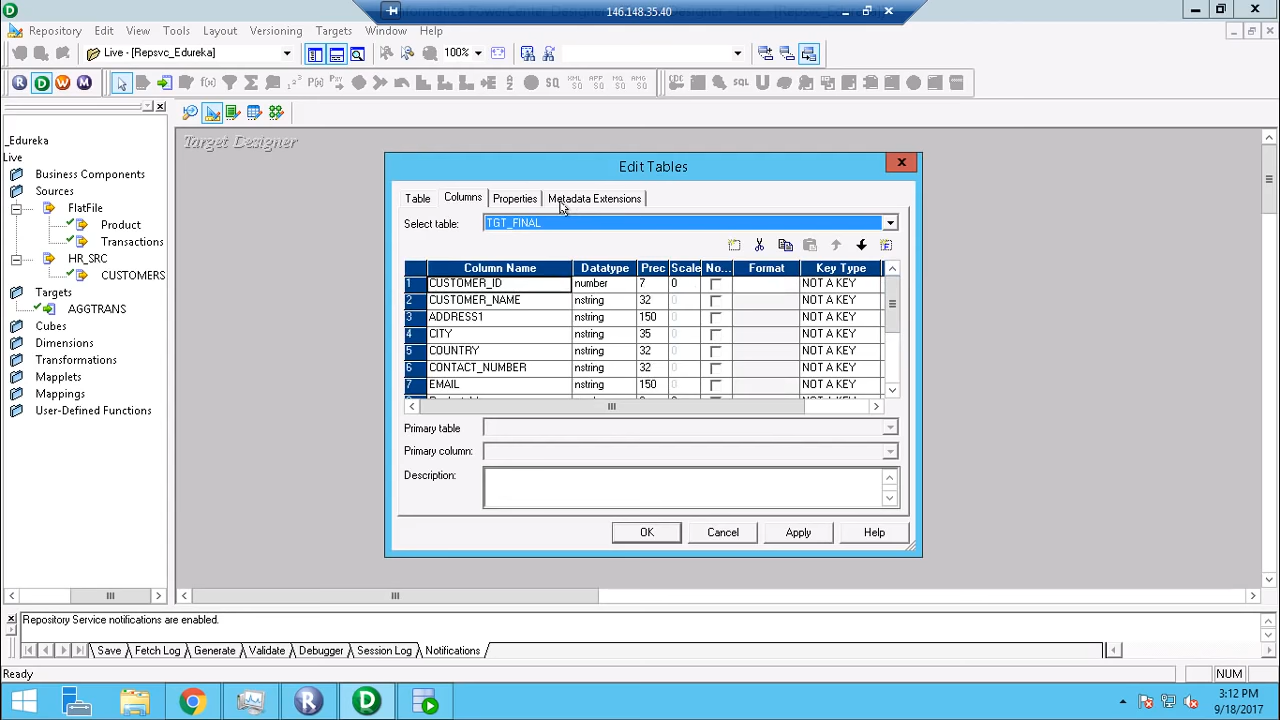 146.148.35.40
Repository Edit View Tools Layout Versioning Targets Window Help
Live - [Repsvc_Edureka] 100%
_Edureka
Live
Business Components
Sources
FlatFile
Product
Transactions
HR_SRC
CUSTOMERS
Targets
AGGTRANS
Cubes
Dimensions
Transformations
Mapplets
Mappings
User-Defined Functions
Target Designer
Edit Tables
Table Columns Properties Metadata Extensions
Select table: TGT_FINAL
Column Name Datatype Prec Scale No... Format Key Type
1 CUSTOMER_ID number 7 0 NOT A KEY
2 CUSTOMER_NAME nstring 32 0 NOT A KEY
3 ADDRESS1 nstring 150 0 NOT A KEY
4 CITY nstring 35 0 NOT A KEY
5 COUNTRY nstring 32 0 NOT A KEY
6 CONTACT_NUMBER nstring 32 0 NOT A KEY
7 EMAIL nstring 150 0 NOT A KEY
Primary table
Primary column:
Description:
OK Cancel Apply Help
Repository Service notifications are enabled.
Save Fetch Log Generate Validate Debugger Session Log Notifications
Ready NUM
3:12 PM
9/18/2017